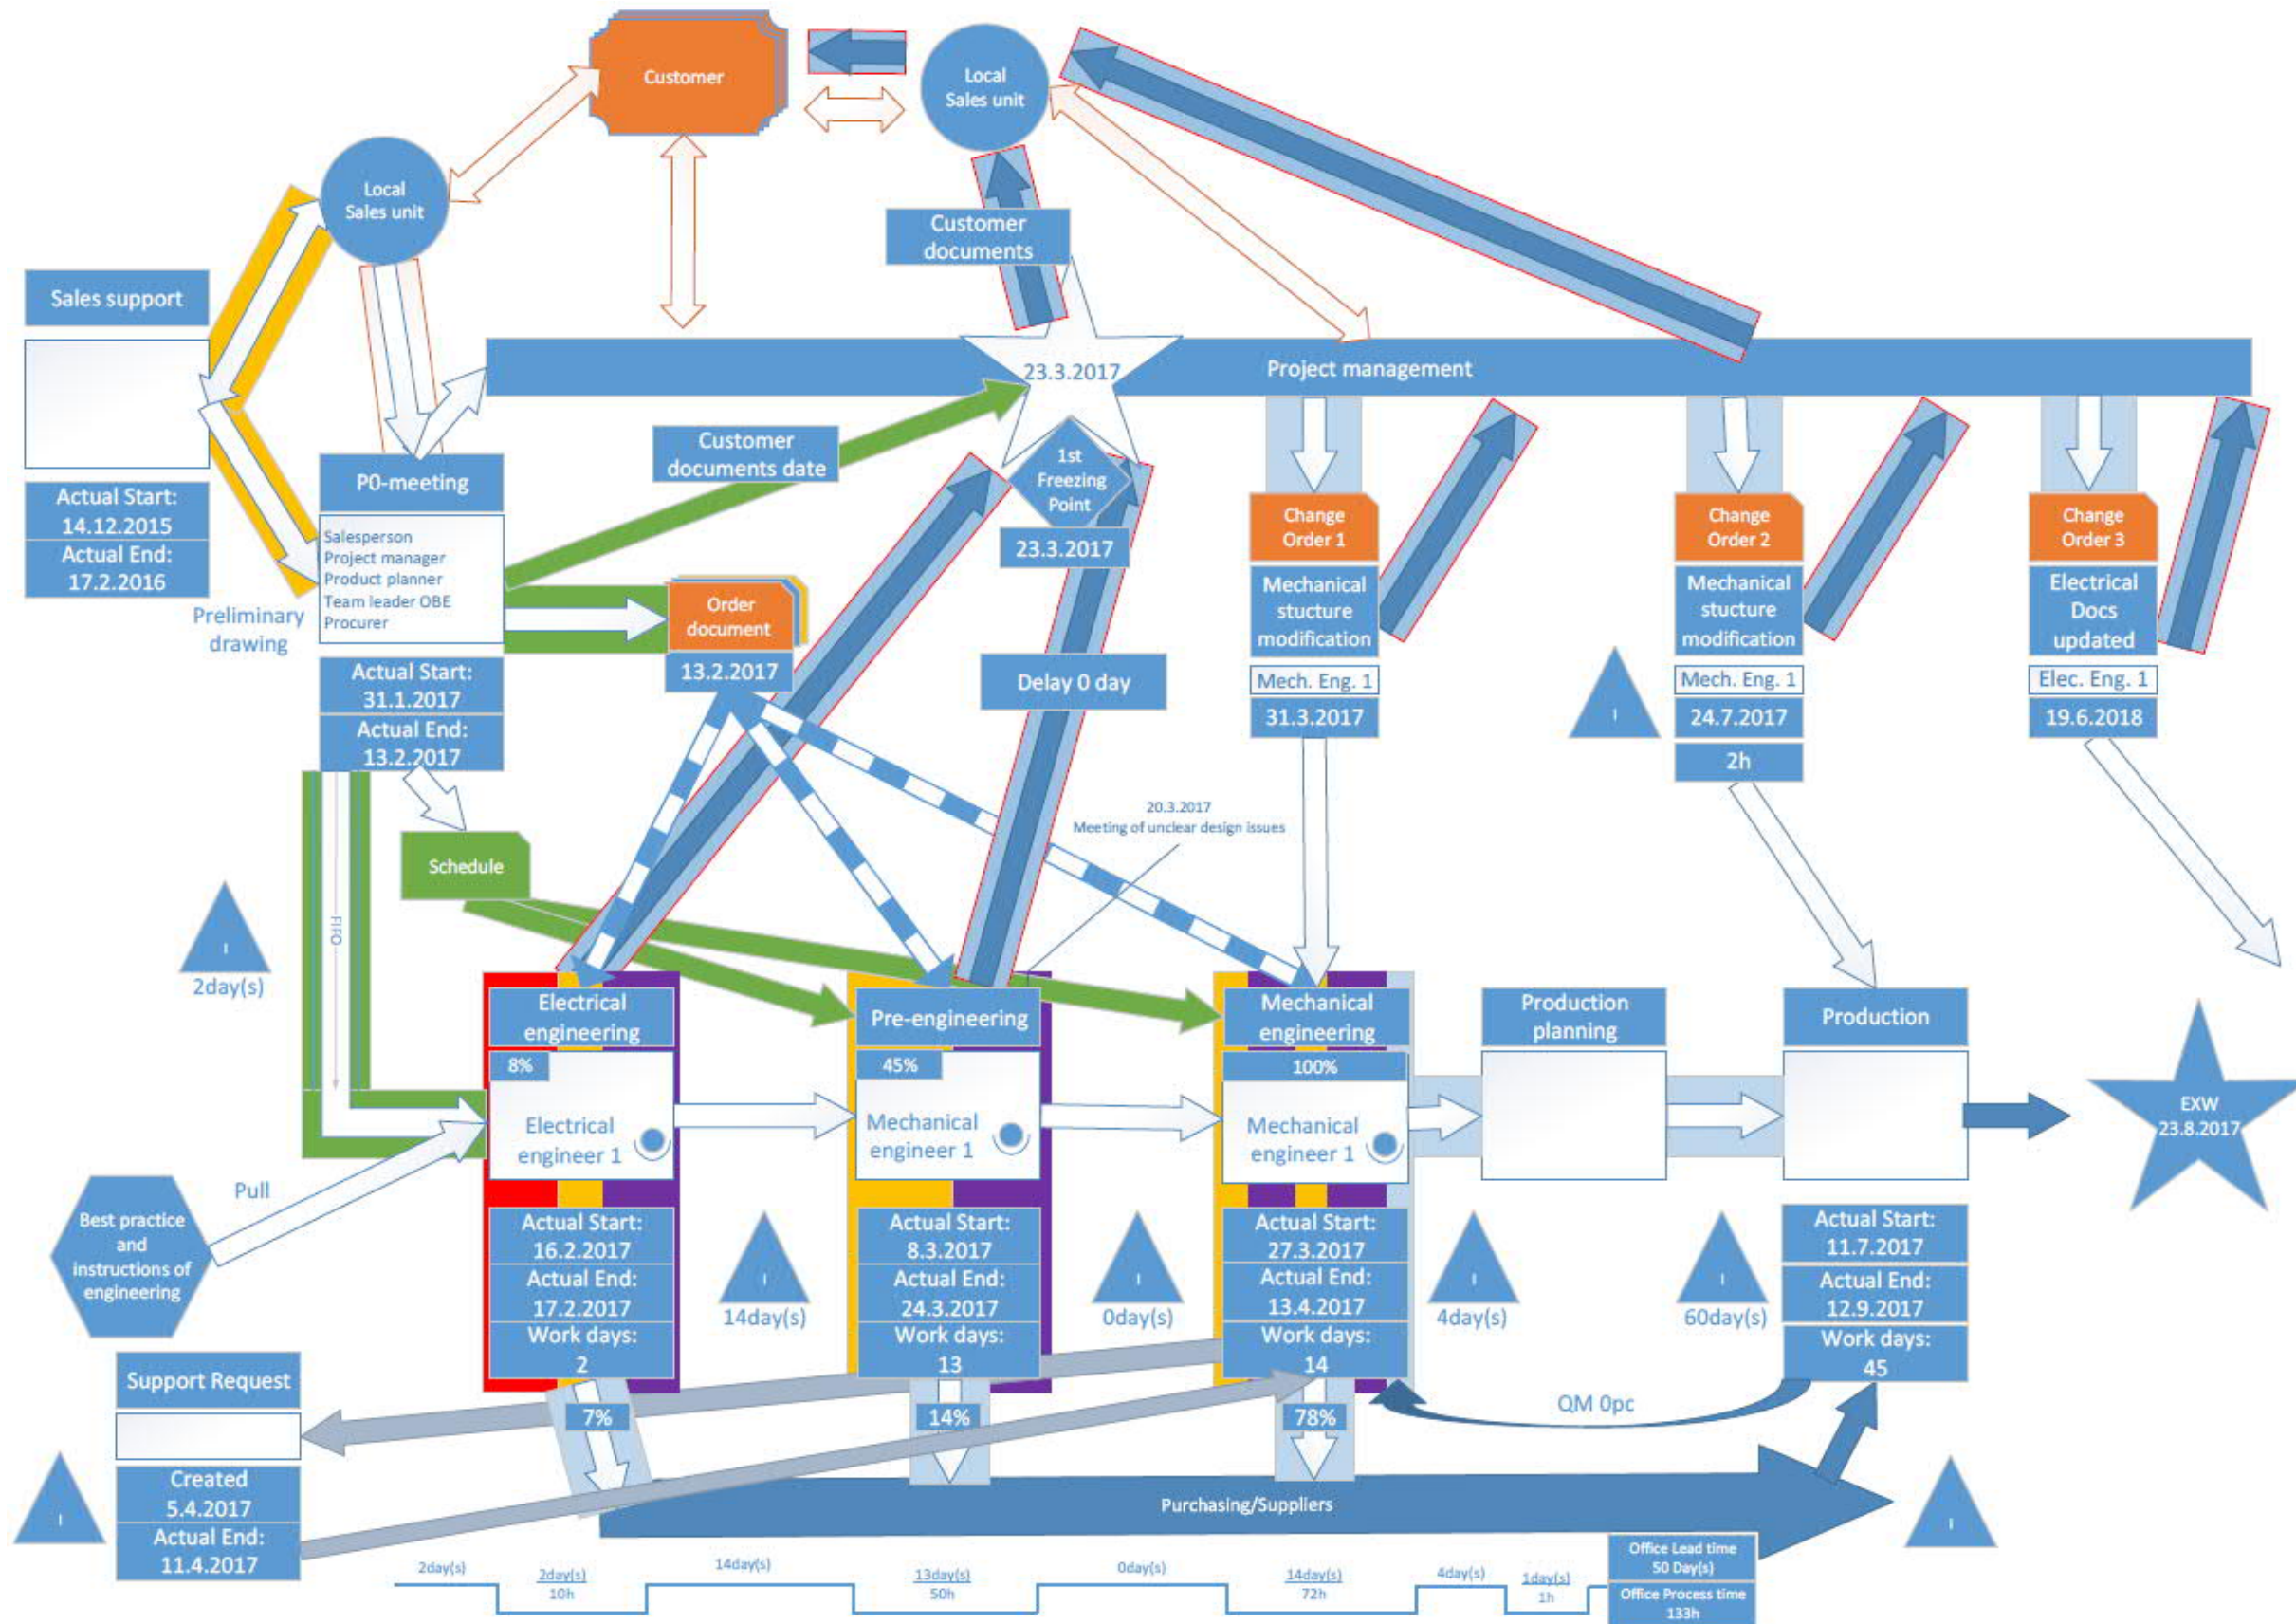 Customer
Local
Sales unit
Local
Sales unit
Customer
documents
Sales support
23.3.2017
Project management
Customer
documents date
1st
Freezing
Point
23.3.2017
P0-meeting
Salesperson
Project manager
Product planner
Team leader OBE
Procurer
Actual Start:
14.12.2015
Actual End:
17.2.2016
Preliminary
drawing
Actual Start:
31.1.2017
Actual End:
13.2.2017
Order
document
13.2.2017
Delay 0 day
Change
Order 1
Mechanical
stucture
modification
Mech. Eng. 1
31.3.2017
Change
Order 2
Mechanical
stucture
modification
Mech. Eng. 1
24.7.2017
2h
I
Change
Order 3
Electrical
Docs
updated
Elec. Eng. 1
19.6.2018
20.3.2017
Meeting of unclear design issues
Schedule
FIFO
I
2day(s)
Electrical
engineering
8%
Electrical
engineer 1
Pre-engineering
45%
Mechanical
engineer 1
Mechanical
engineering
100%
Mechanical
engineer 1
Production
planning
Production
EXW
23.8.2017
Pull
Best practice
and
instructions of
engineering
Actual Start:
16.2.2017
Actual End:
17.2.2017
Work days:
2
I
14day(s)
Actual Start:
8.3.2017
Actual End:
24.3.2017
Work days:
13
I
0day(s)
Actual Start:
27.3.2017
Actual End:
13.4.2017
Work days:
14
I
4day(s)
I
60day(s)
Actual Start:
11.7.2017
Actual End:
12.9.2017
Work days:
45
Support Request
7%
14%
78%
QM 0pc
I
Created
5.4.2017
Actual End:
11.4.2017
Purchasing/Suppliers
I
2day(s)
2day(s)
10h
14day(s)
13day(s)
50h
0day(s)
14day(s)
72h
4day(s)
1day(s)
1h
Office Lead time
50 Day(s)
Office Process time
133h